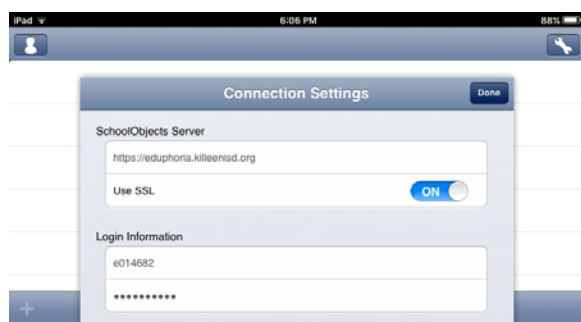 iPad 6:06 PM 88%
Connection Settings Done
SchoolObjects Server
https://eduphoria.killeenisd.org
Use SSL ON
Login Information
e014682
••••••••••